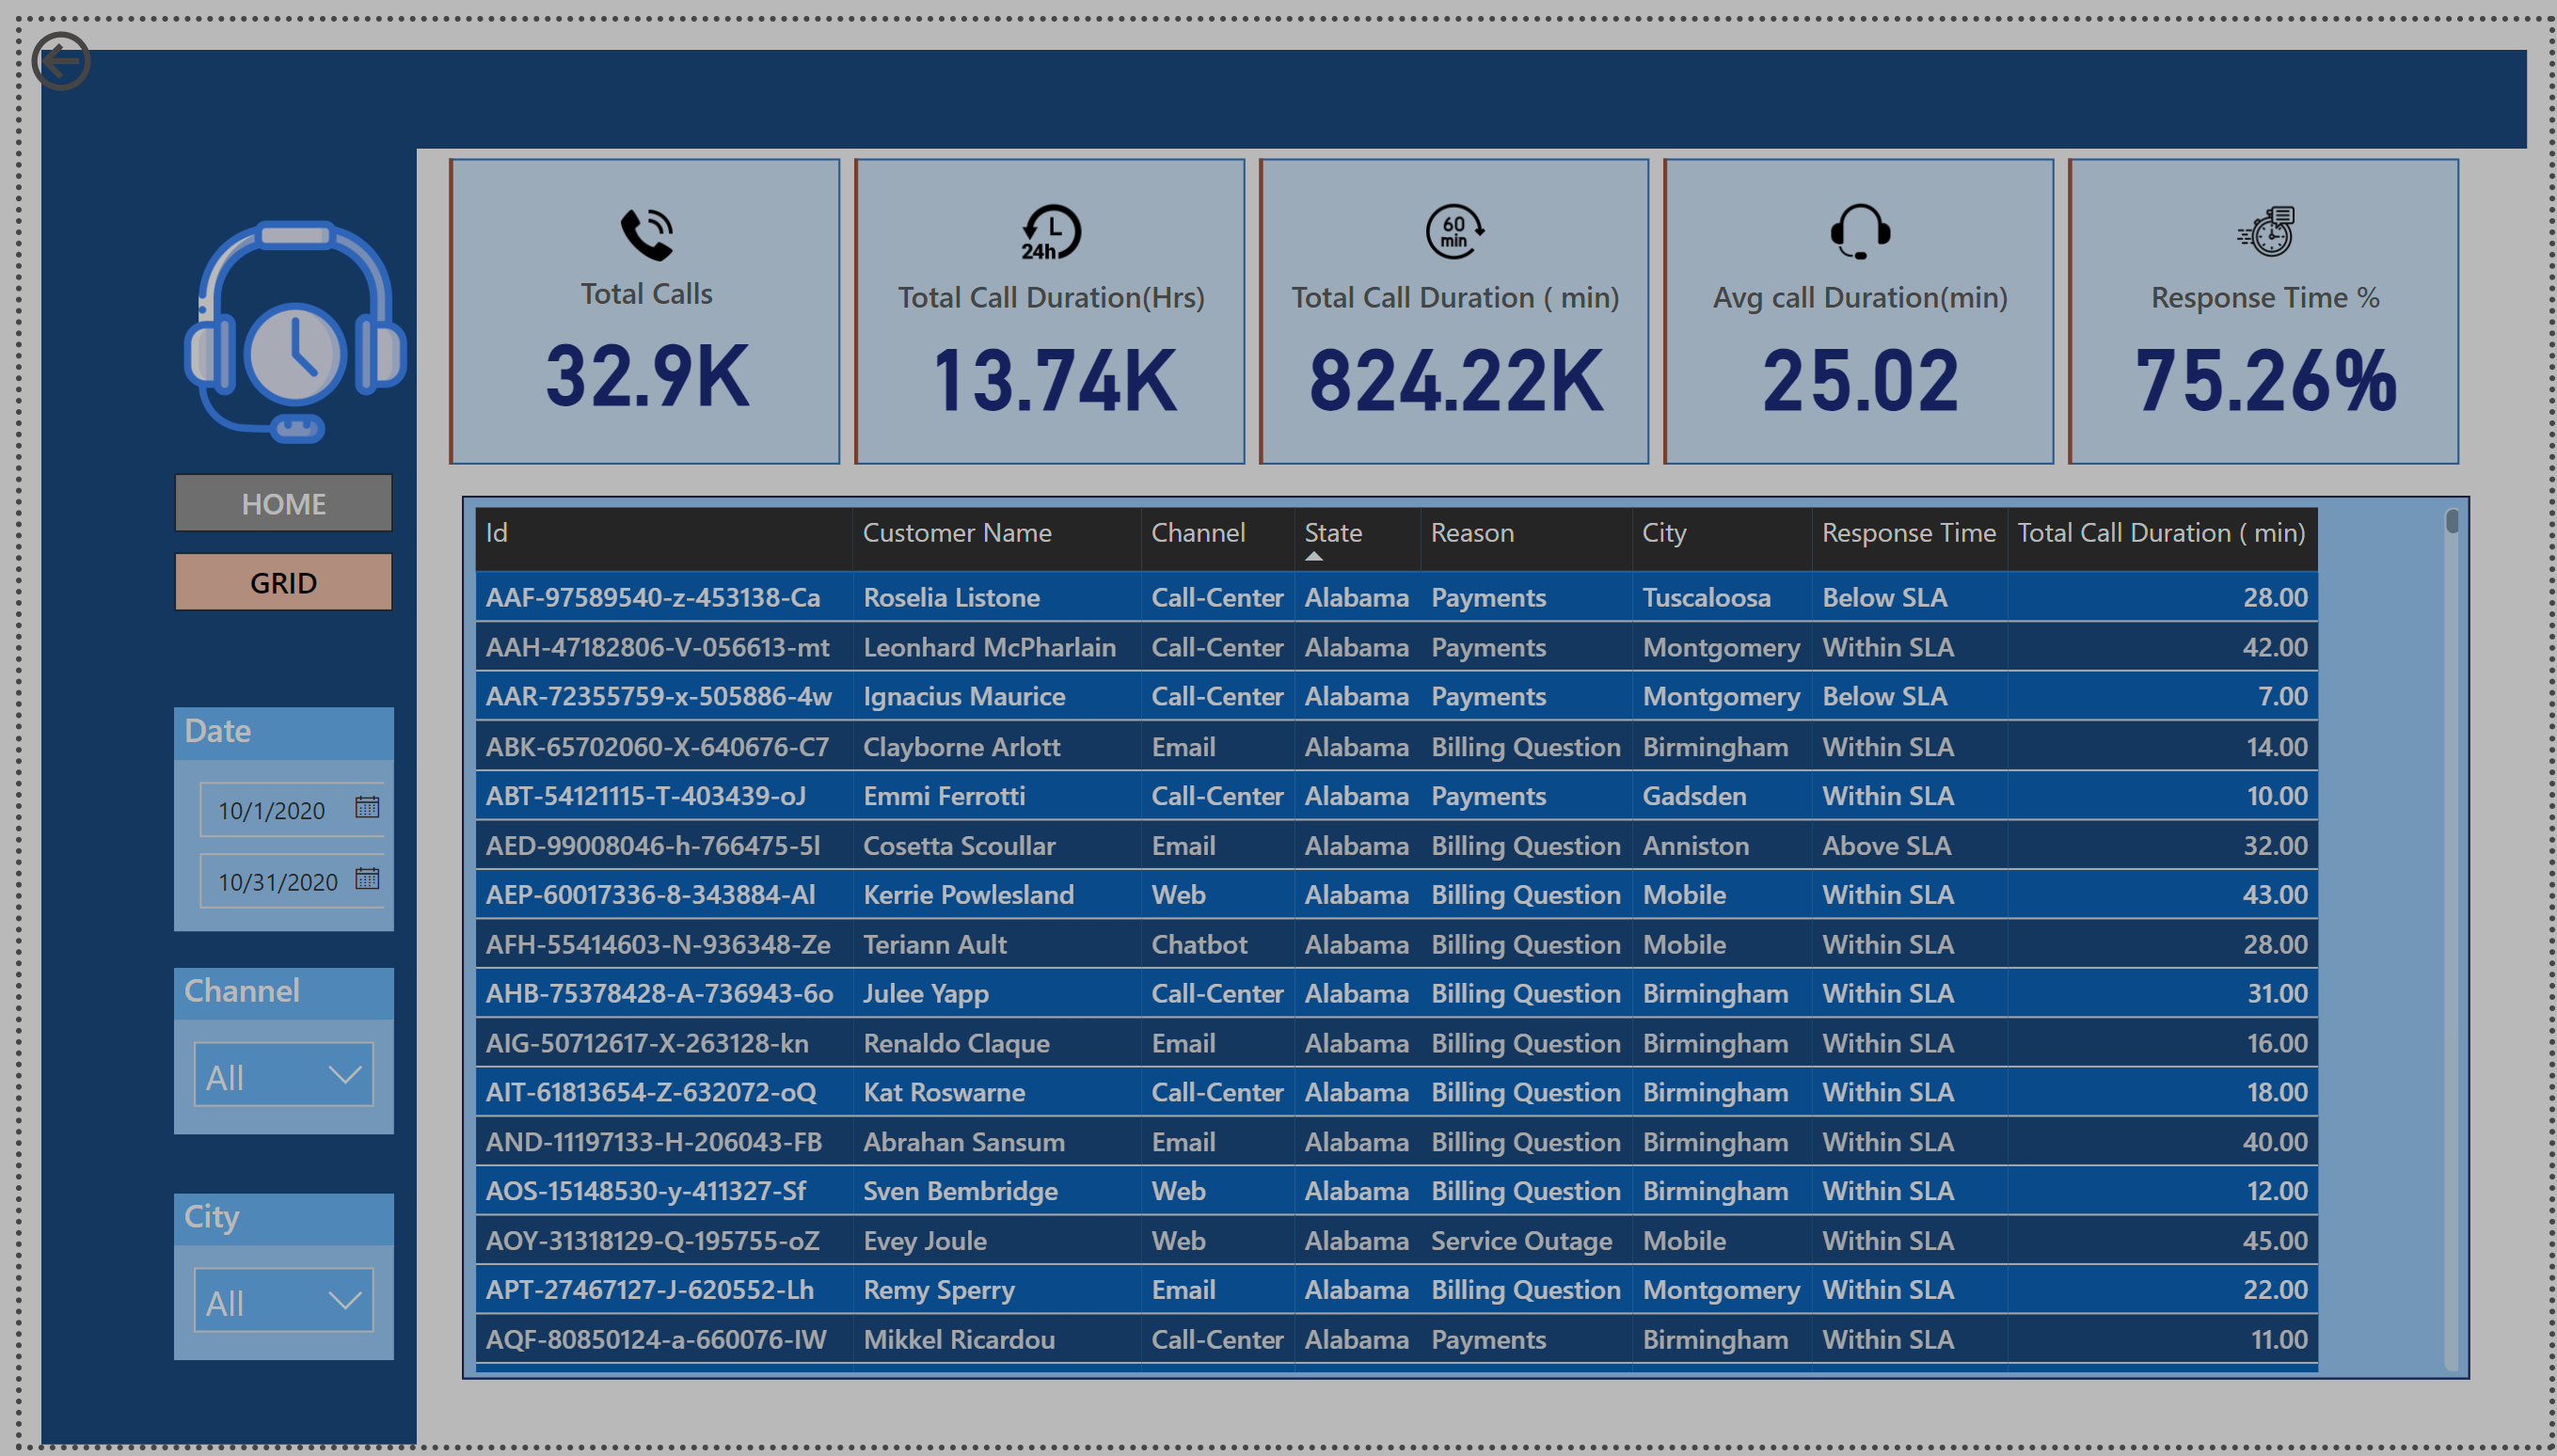 Total Calls
32.9K
24h
Total Call Duration(Hrs)
13.74K
60
min
Total Call Duration ( min)
824.22K
Avg call Duration(min)
25.02
Response Time %
75.26%
HOME
GRID
Date
10/1/2020
10/31/2020
Channel
All
City
All
Id Customer Name Channel State Reason City Response Time Total Call Duration ( min)
AAF-97589540-z-453138-Ca Roselia Listone Call-Center Alabama Payments Tuscaloosa Below SLA 28.00
AAH-47182806-V-056613-mt Leonhard McPharlain Call-Center Alabama Payments Montgomery Within SLA 42.00
AAR-72355759-x-505886-4w Ignacius Maurice Call-Center Alabama Payments Montgomery Below SLA 7.00
ABK-65702060-X-640676-C7 Clayborne Arlott Email Alabama Billing Question Birmingham Within SLA 14.00
ABT-54121115-T-403439-oJ Emmi Ferrotti Call-Center Alabama Payments Gadsden Within SLA 10.00
AED-99008046-h-766475-5l Cosetta Scoullar Email Alabama Billing Question Anniston Above SLA 32.00
AEP-60017336-8-343884-Al Kerrie Powlesland Web Alabama Billing Question Mobile Within SLA 43.00
AFH-55414603-N-936348-Ze Teriann Ault Chatbot Alabama Billing Question Mobile Within SLA 28.00
AHB-75378428-A-736943-6o Julee Yapp Call-Center Alabama Billing Question Birmingham Within SLA 31.00
AIG-50712617-X-263128-kn Renaldo Claque Email Alabama Billing Question Birmingham Within SLA 16.00
AIT-61813654-Z-632072-oQ Kat Roswarne Call-Center Alabama Billing Question Birmingham Within SLA 18.00
AND-11197133-H-206043-FB Abrahan Sansum Email Alabama Billing Question Birmingham Within SLA 40.00
AOS-15148530-y-411327-Sf Sven Bembridge Web Alabama Billing Question Birmingham Within SLA 12.00
AOY-31318129-Q-195755-oZ Evey Joule Web Alabama Service Outage Mobile Within SLA 45.00
APT-27467127-J-620552-Lh Remy Sperry Email Alabama Billing Question Montgomery Within SLA 22.00
AQF-80850124-a-660076-IW Mikkel Ricardou Call-Center Alabama Payments Birmingham Within SLA 11.00